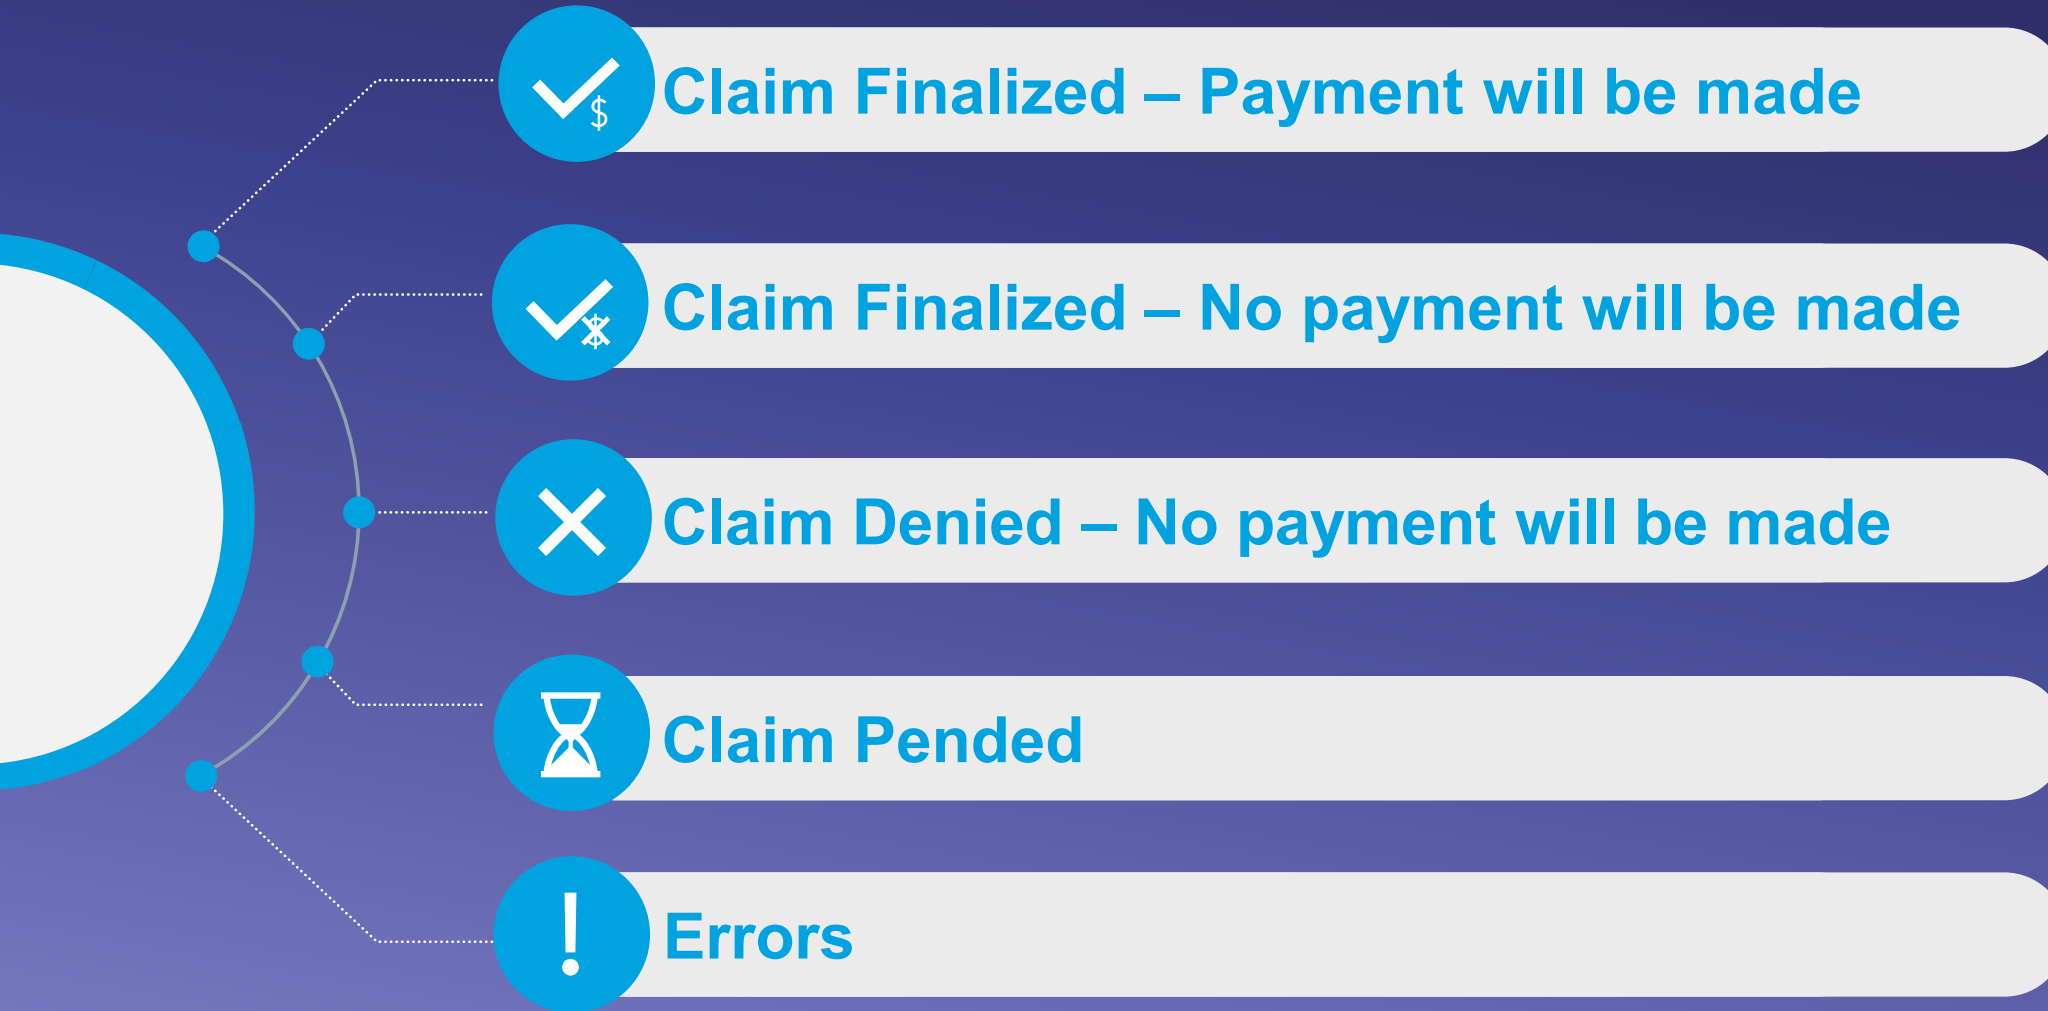 Claim Finalized – Payment will be made
Claim Finalized – No payment will be made
Claim Denied – No payment will be made
Claim Pended
Errors